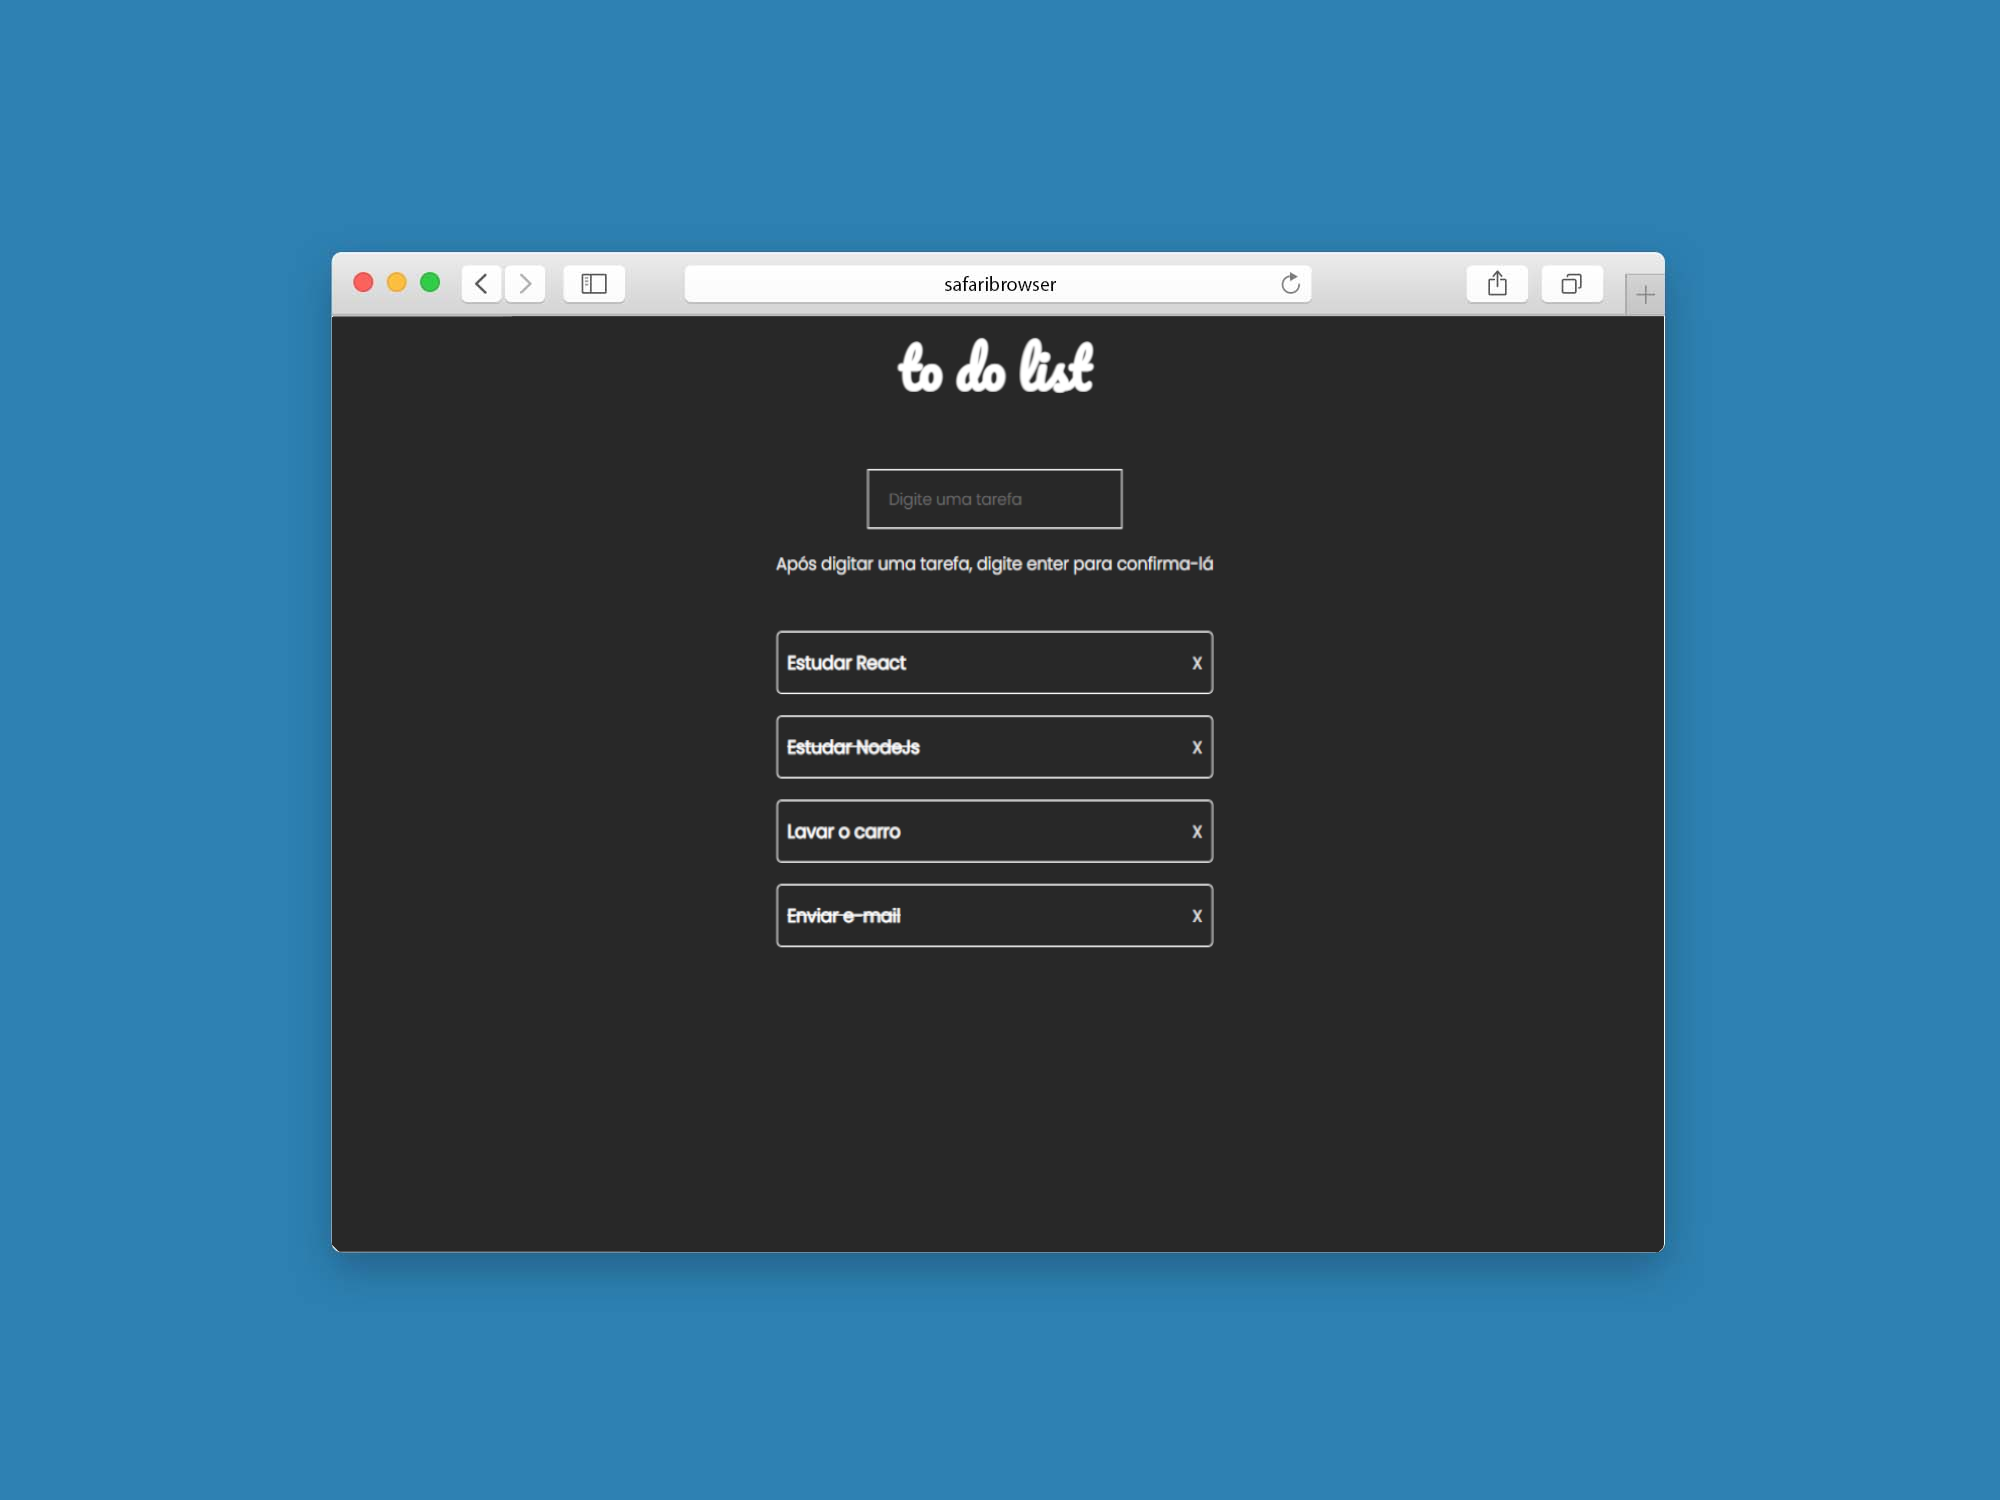 safaribrowser
to do list
Digite uma tarefa
Após digitar uma tarefa, digite enter para confirma-lá
Estudar React
X
Estudar NodeJs
X
Lavar o carro
X
Enviar e-mail
X